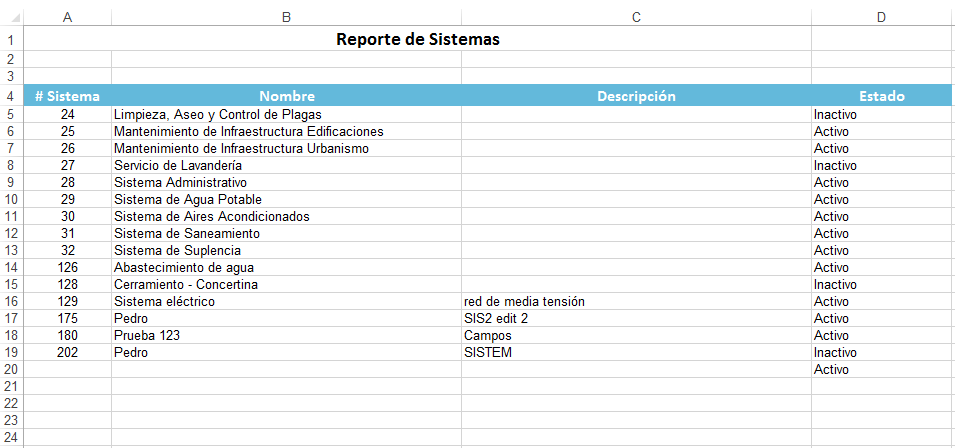 A B C D
1 Reporte de Sistemas
2
3
4 # Sistema Nombre Descripción Estado
5 24 Limpieza, Aseo y Control de Plagas Inactivo
6 25 Mantenimiento de Infraestructura Edificaciones Activo
7 26 Mantenimiento de Infraestructura Urbanismo Activo
8 27 Servicio de Lavandería Inactivo
9 28 Sistema Administrativo Activo
10 29 Sistema de Agua Potable Activo
11 30 Sistema de Aires Acondicionados Activo
12 31 Sistema de Saneamiento Activo
13 32 Sistema de Suplencia Activo
14 126 Abastecimiento de agua Activo
15 128 Cerramiento - Concertina Inactivo
16 129 Sistema eléctrico red de media tensión Activo
17 175 Pedro SIS2 edit 2 Activo
18 180 Prueba 123 Campos Activo
19 202 Pedro SISTEM Inactivo
20 Activo
21
22
23
24